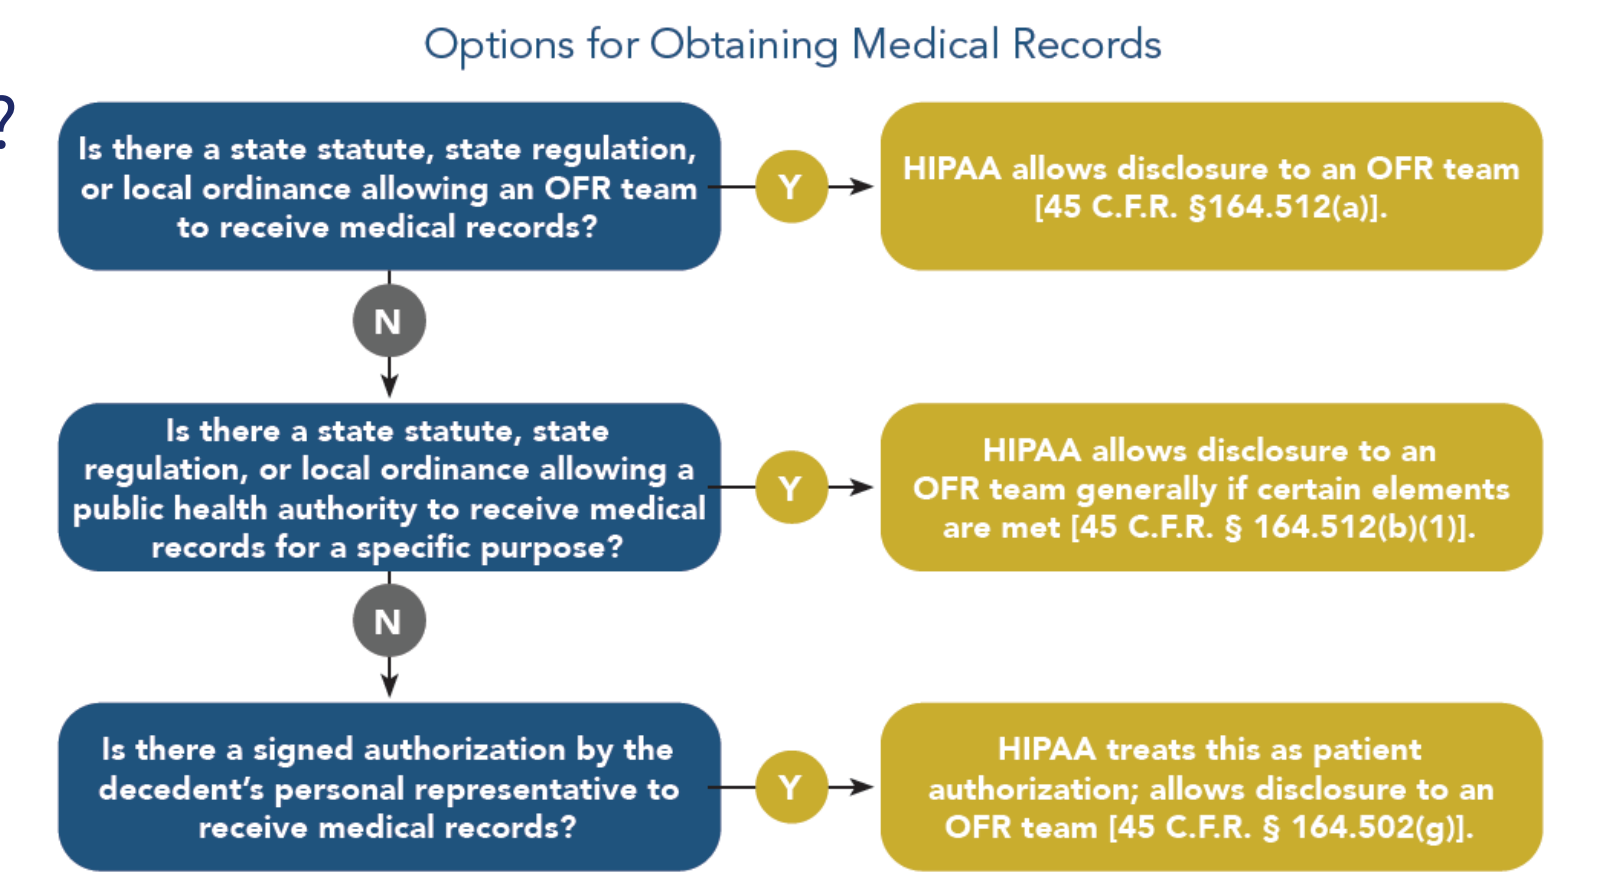 Options for Obtaining Medical Records
?
Is there a state statute, state regulation,
or local ordinance allowing an OFR team
to receive medical records?
Y
HIPAA allows disclosure to an OFR team
[45 C.F.R. §164.512(a)].
N
Is there a state statute, state
regulation, or local ordinance allowing a
public health authority to receive medical
records for a specific purpose?
Y
HIPAA allows disclosure to an
OFR team generally if certain elements
are met [45 C.F.R. § 164.512(b)(1)].
N
Is there a signed authorization by the
decedent’s personal representative to
receive medical records?
Y
HIPAA treats this as patient
authorization; allows disclosure to an
OFR team [45 C.F.R. § 164.502(g)].